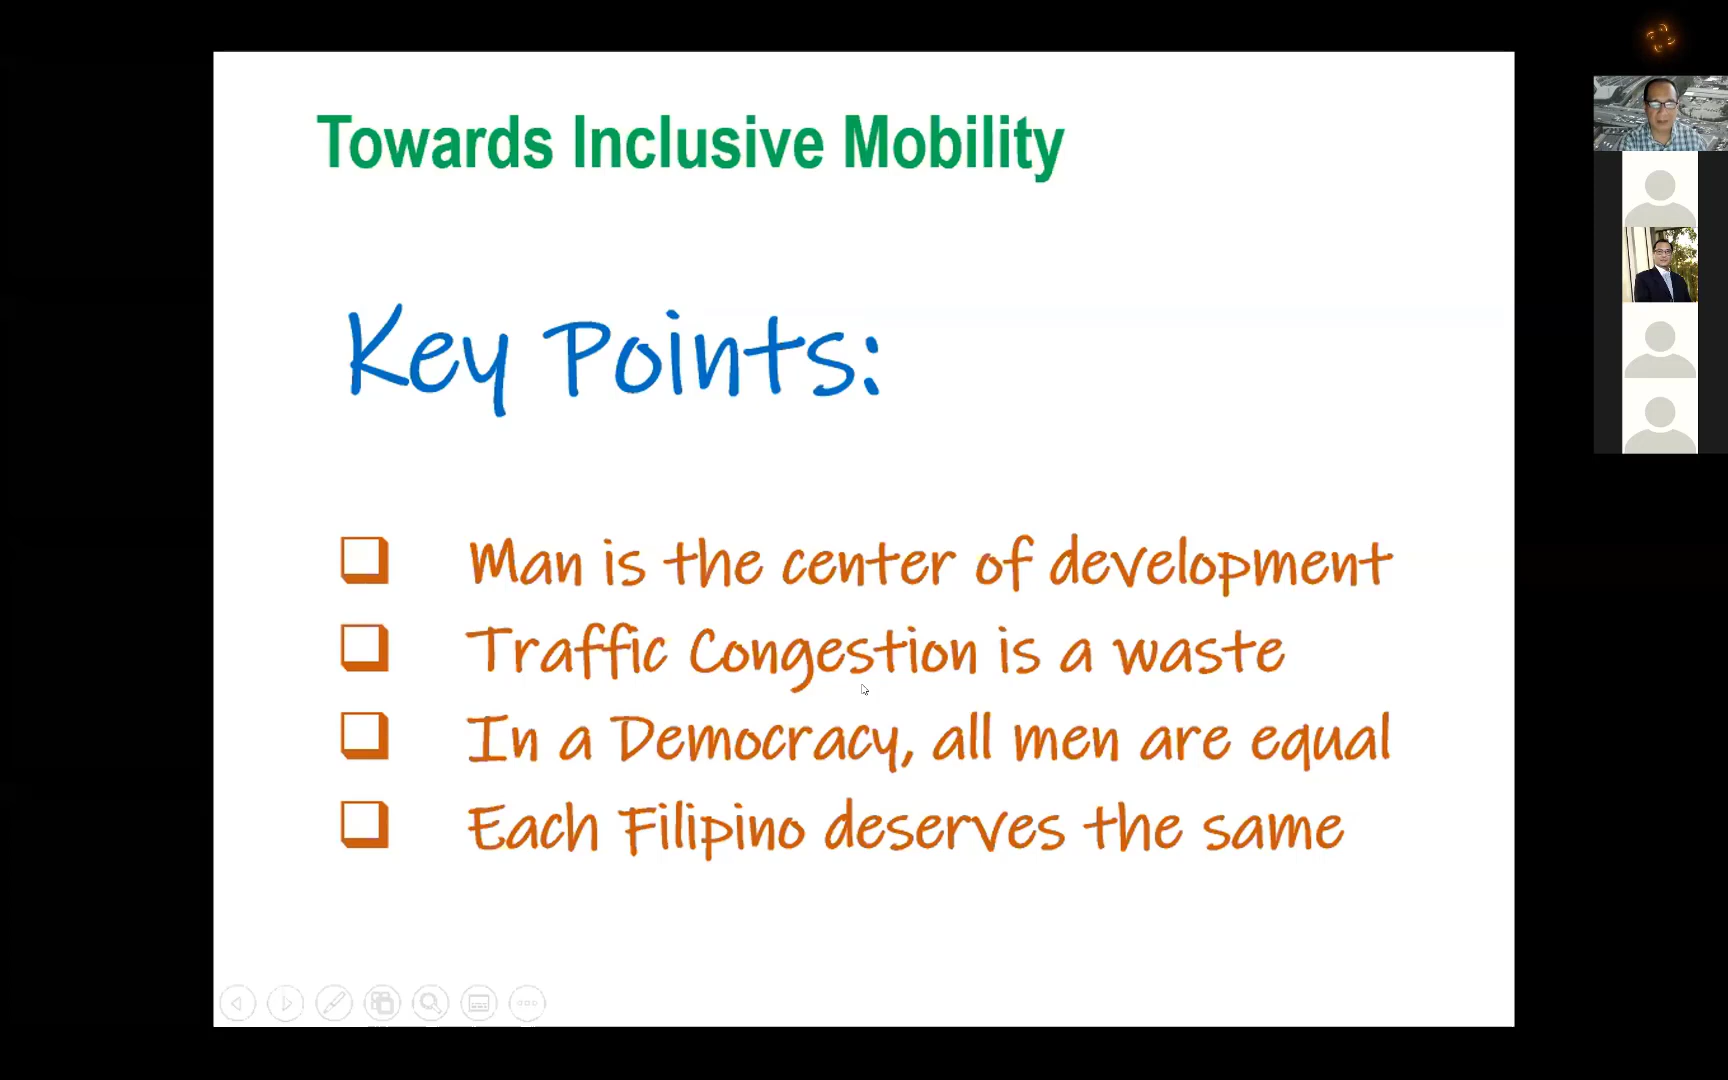 Towards Inclusive Mobility
Key Points:
Man is the center of development
Traffic Congestion is a waste
In a Democracy, all men are equal
Each Filipino deserves the same